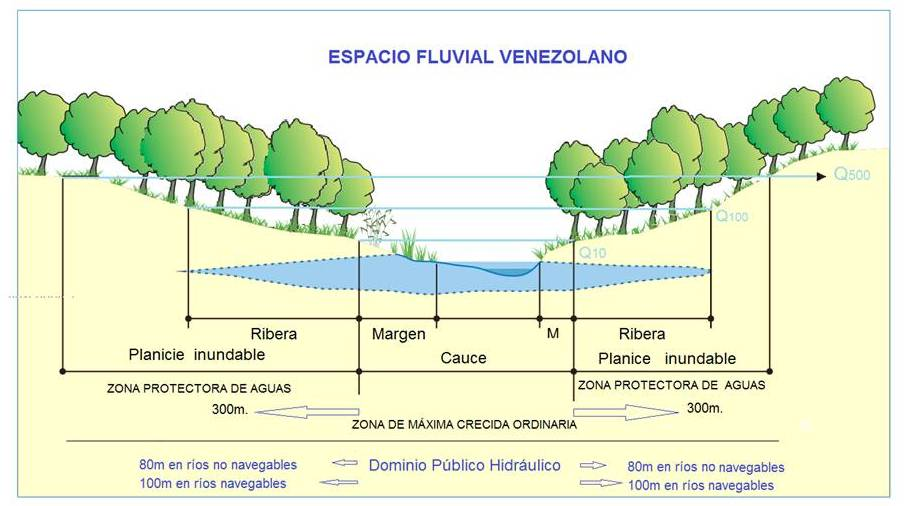 ESPACIO FLUVIAL VENEZOLANO
Q500
Q100
Q10
Ribera
Margen
M
Ribera
Planicie inundable
Cauce
Planice inundable
ZONA PROTECTORA DE AGUAS
ZONA PROTECTORA DE AGUAS
300m.
300m.
ZONA DE MÁXIMA CRECIDA ORDINARIA
80m en ríos no navegables
Dominio Público Hidráulico
80m en ríos no navegables
100m en ríos navegables
100m en ríos navegables